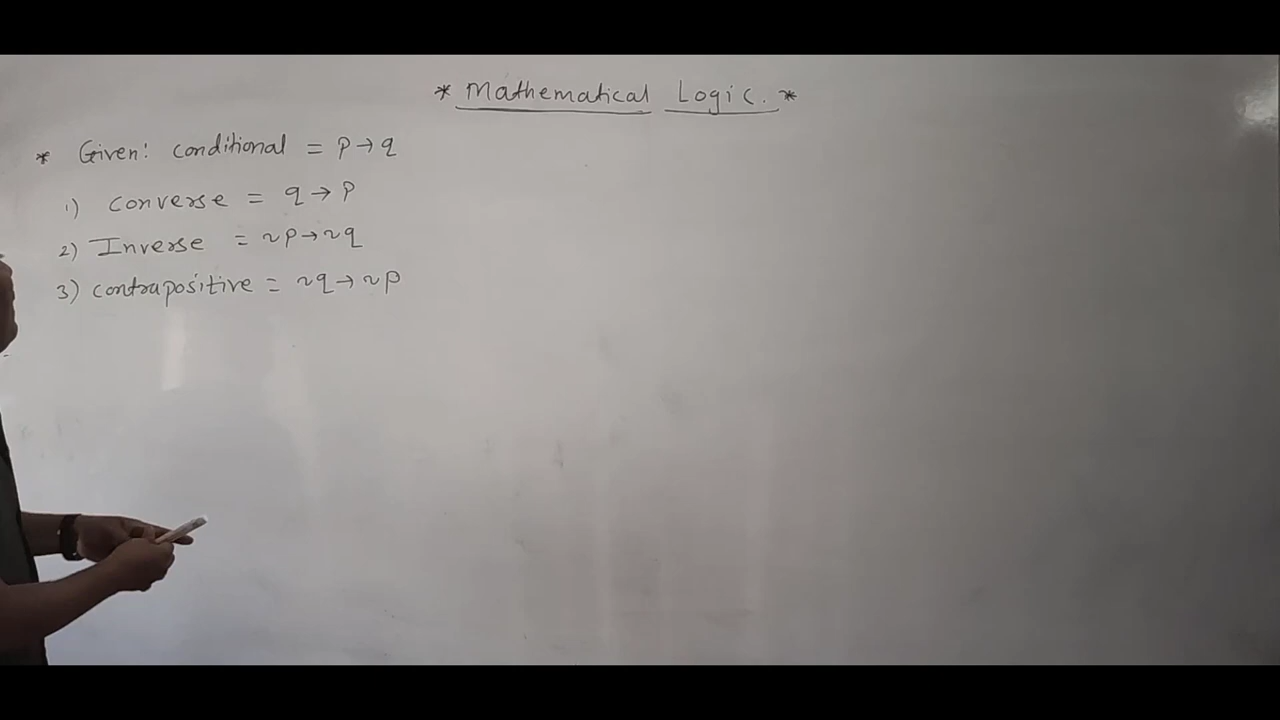 * Mathematical Logic. *
* Given: conditional = p→q
1) converse = q→p
2) Inverse = ~p→~q
3) contrapositive = ~q→~p